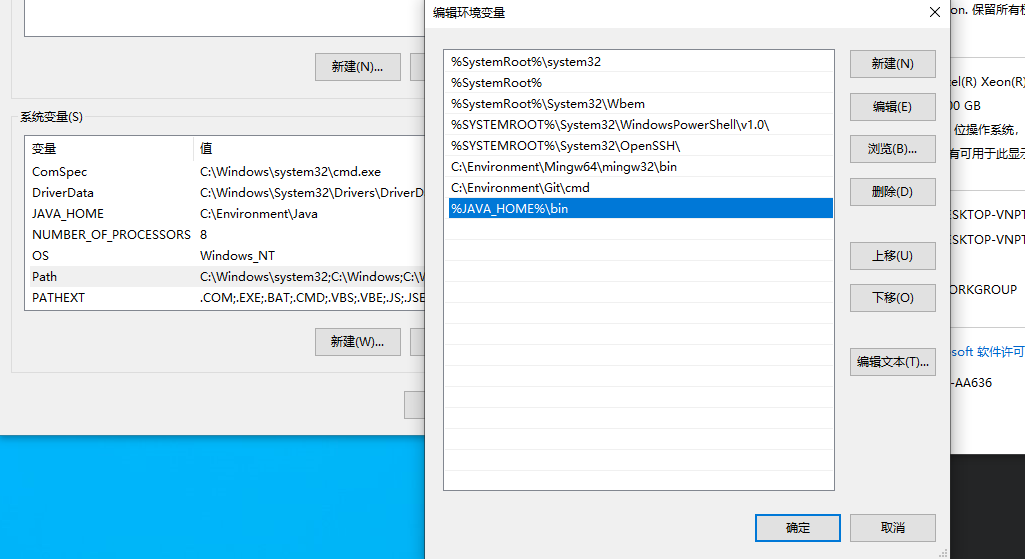 新建(N)...
系统变量(S)
变量 值
ComSpec C:\Windows\system32\cmd.exe
DriverData C:\Windows\System32\Drivers\DriverD
JAVA_HOME C:\Environment\Java
NUMBER_OF_PROCESSORS 8
OS Windows_NT
Path C:\Windows\system32;C:\Windows;C:\W
PATHEXT .COM;.EXE;.BAT;.CMD;.VBS;.VBE;.JS;.JSE
新建(W)...
编辑环境变量
%SystemRoot%\system32
%SystemRoot%
%SystemRoot%\System32\Wbem
%SYSTEMROOT%\System32\WindowsPowerShell\v1.0\
%SYSTEMROOT%\System32\OpenSSH\
C:\Environment\Mingw64\mingw32\bin
C:\Environment\Git\cmd
%JAVA_HOME%\bin
新建(N)
编辑(E)
浏览(B)...
删除(D)
上移(U)
下移(O)
编辑文本(T)...
确定
取消
on. 保留所有
el(R) Xeon(R)
00 GB
位操作系统，
有可用于此显示
SKTOP-VNPT
SKTOP-VNPT
ORKGROUP
soft 软件许可
-AA636